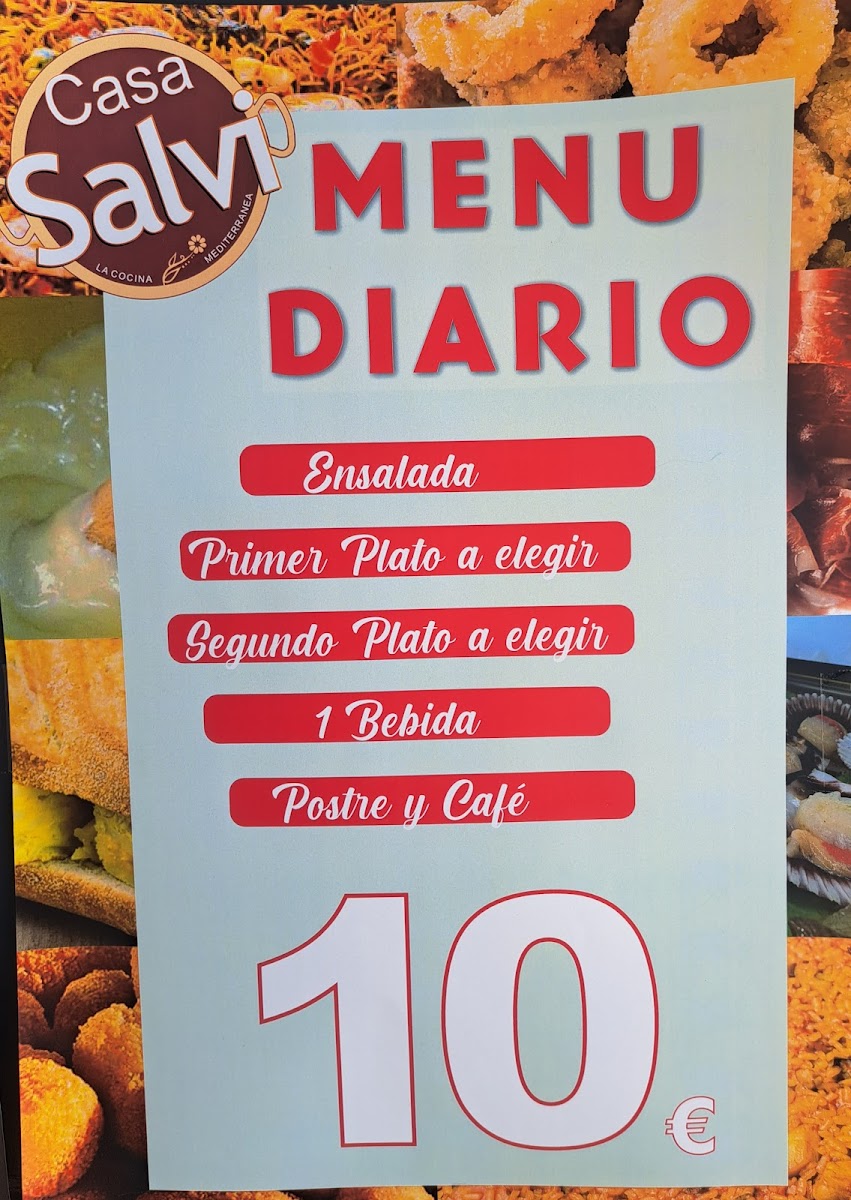 Casa
Salvi
LA COCINA MEDITERRANEA
MENU
DIARIO
Ensalada
Primer Plato a elegir
Segundo Plato a elegir
1 Bebida
Postre y Café
10 €